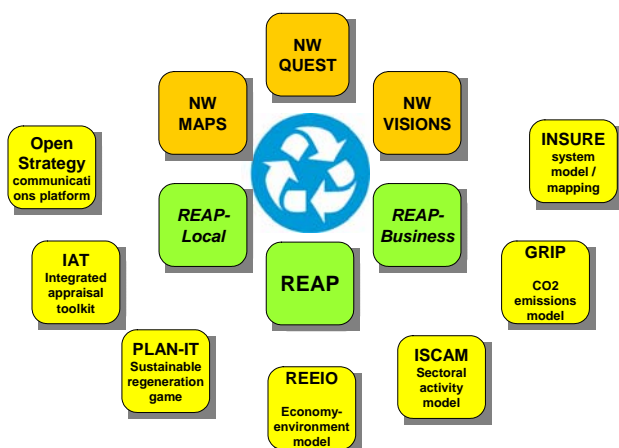 NW
QUEST
NW
MAPS
NW
VISIONS
Open
Strategy
communicati
ons platform
INSURE
system
model /
mapping
REAP-
Local
REAP-
Business
IAT
Integrated
appraisal
toolkit
REAP
GRIP
CO2
emissions
model
PLAN-IT
Sustainable
regeneration
game
ISCAM
Sectoral
activity
model
REEIO
Economy-
environment
model